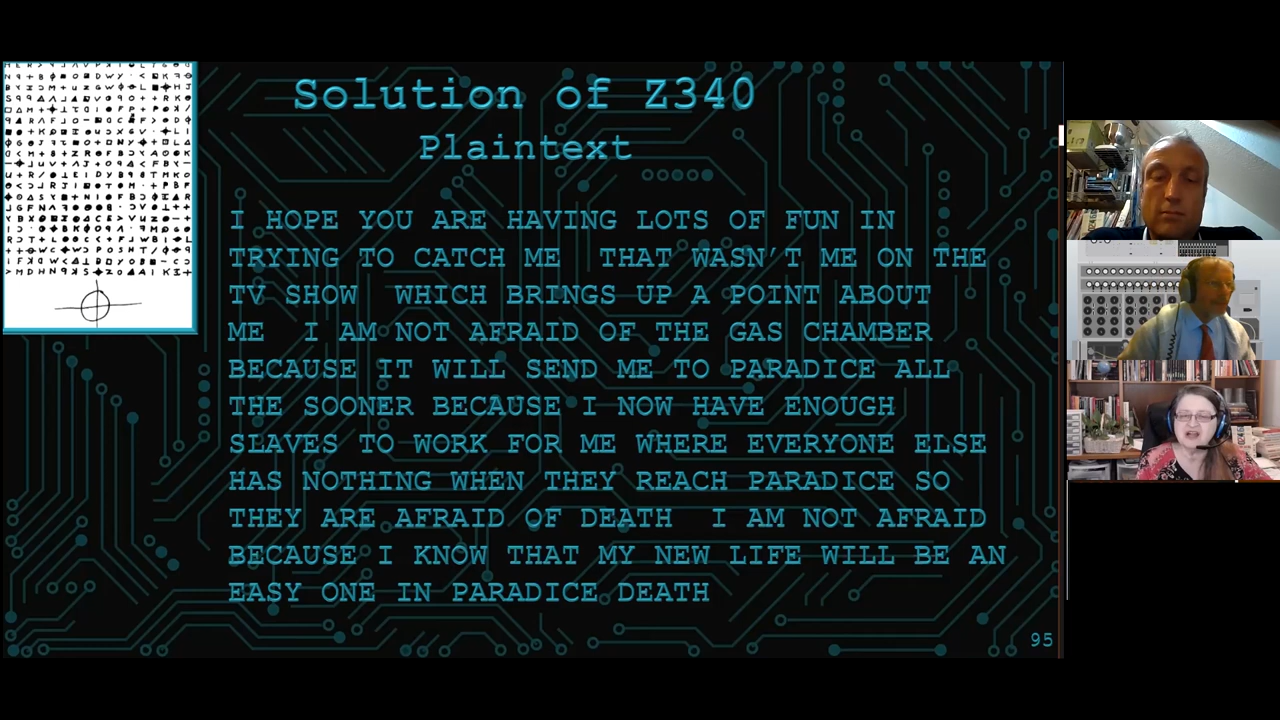 Solution of Z340
Plaintext
I HOPE YOU ARE HAVING LOTS OF FUN IN
TRYING TO CATCH ME THAT WASN'T ME ON THE
TV SHOW WHICH BRINGS UP A POINT ABOUT
ME I AM NOT AFRAID OF THE GAS CHAMBER
BECAUSE IT WILL SEND ME TO PARADICE ALL
THE SOONER BECAUSE I NOW HAVE ENOUGH
SLAVES TO WORK FOR ME WHERE EVERYONE ELSE
HAS NOTHING WHEN THEY REACH PARADICE SO
THEY ARE AFRAID OF DEATH I AM NOT AFRAID
BECAUSE I KNOW THAT MY NEW LIFE WILL BE AN
EASY ONE IN PARADICE DEATH
95